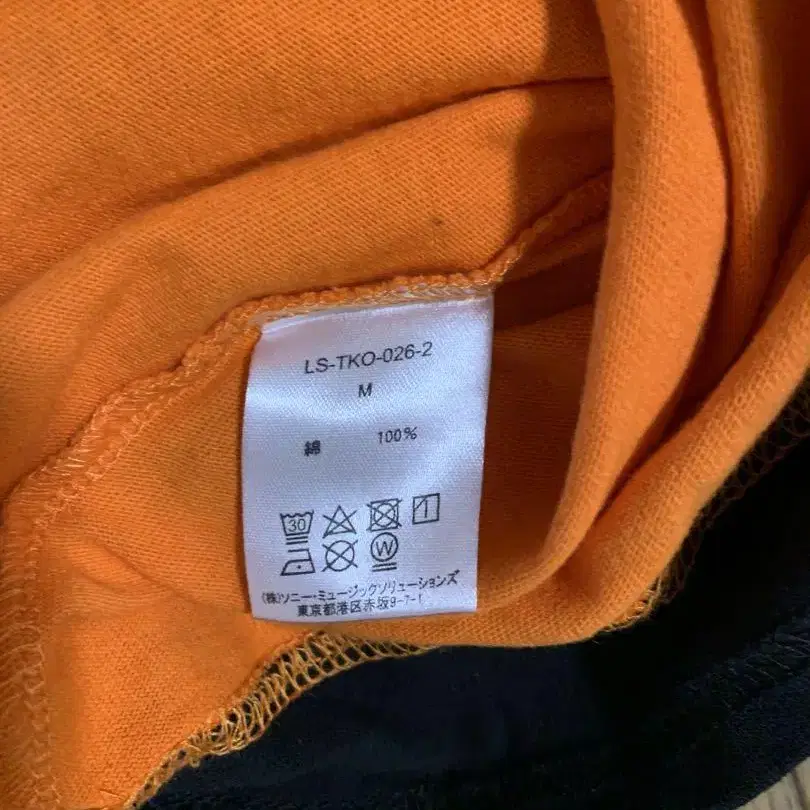 LS-TKO-026-2
M
綿 100%
30
W
(株)ソニー・ミュージックソリューションズ
東京都港区赤坂9-7-1